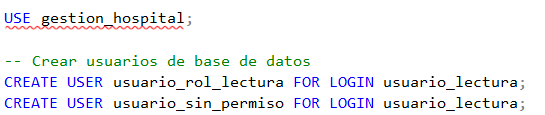 USE gestion_hospital;
-- Crear usuarios de base de datos
CREATE USER usuario_rol_lectura FOR LOGIN usuario_lectura;
CREATE USER usuario_sin_permiso FOR LOGIN usuario_lectura;